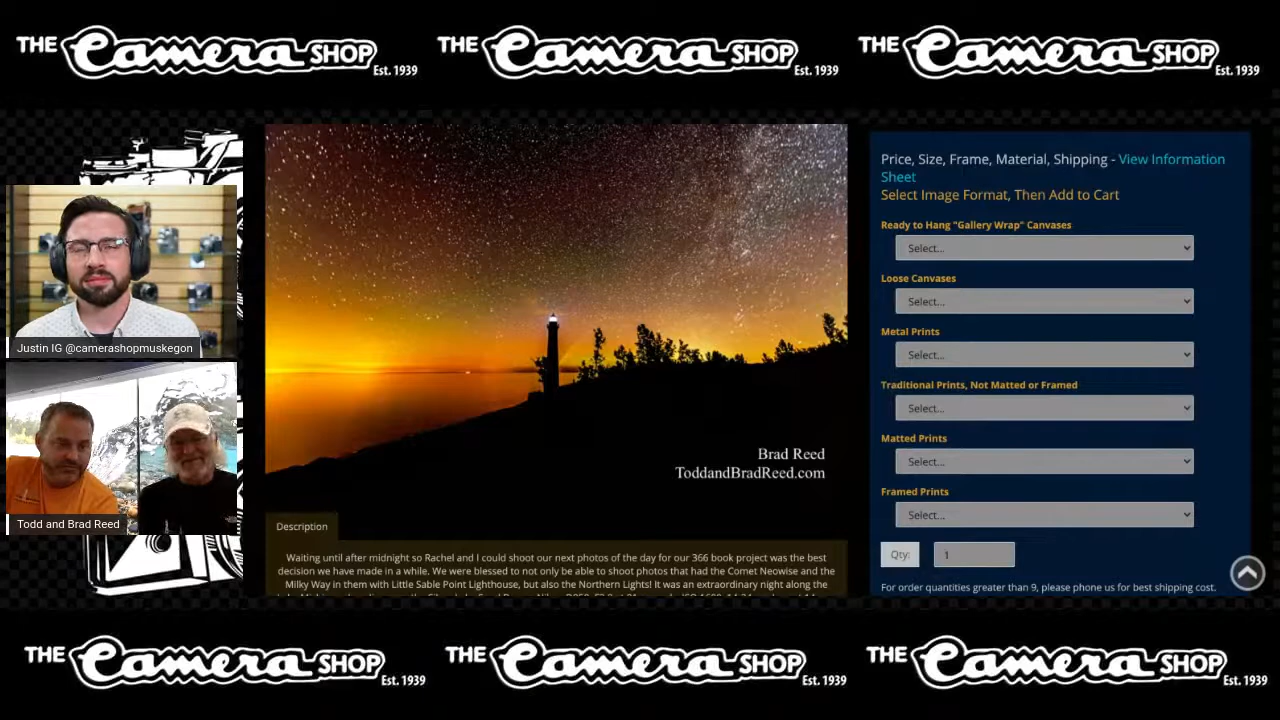 THE Camera SHOP Est. 1939
THE Camera SHOP Est. 1939
THE Camera SHOP Est. 1939
Justin IG @camerashopmuskegon
Todd and Brad Reed
Brad Reed
ToddandBradReed.com
Description
Waiting until after midnight so Rachel and I could shoot our next photos of the day for our 366 book project was the best
decision we have made in a while. We were blessed to not only be able to shoot photos that had the Comet Neowise and the
Milky Way in them with Little Sable Point Lighthouse, but also the Northern Lights! It was an extraordinary night along the
Price, Size, Frame, Material, Shipping - View Information
Sheet
Select Image Format, Then Add to Cart
Ready to Hang "Gallery Wrap" Canvases
Select...
Loose Canvases
Select...
Metal Prints
Select...
Traditional Prints, Not Matted or Framed
Select...
Matted Prints
Select...
Framed Prints
Select...
Qty: 1
For order quantities greater than 9, please phone us for best shipping cost.
THE Camera SHOP Est. 1939
THE Camera SHOP Est. 1939
THE Camera SHOP Est. 1939